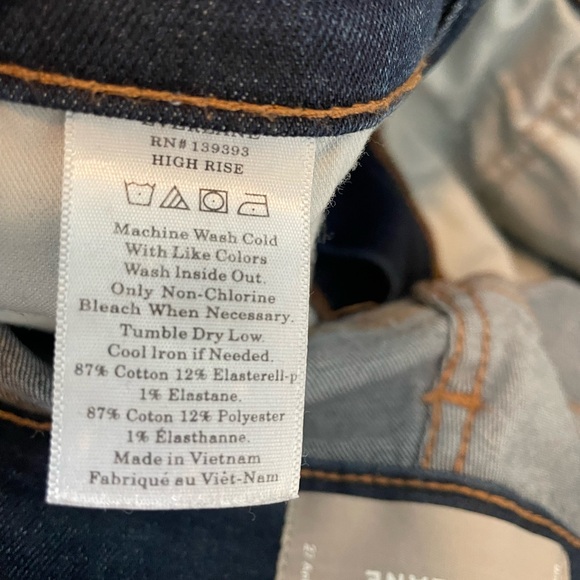 EVERLANE
RN# 139393
HIGH RISE
Machine Wash Cold
With Like Colors
Wash Inside Out.
Only Non-Chlorine
Bleach When Necessary.
Tumble Dry Low.
Cool Iron if Needed.
87% Cotton 12% Elasterell-p
1% Elastane.
87% Coton 12% Polyester
1% Élasthanne.
Made in Vietnam
Fabriqué au Viêt-Nam